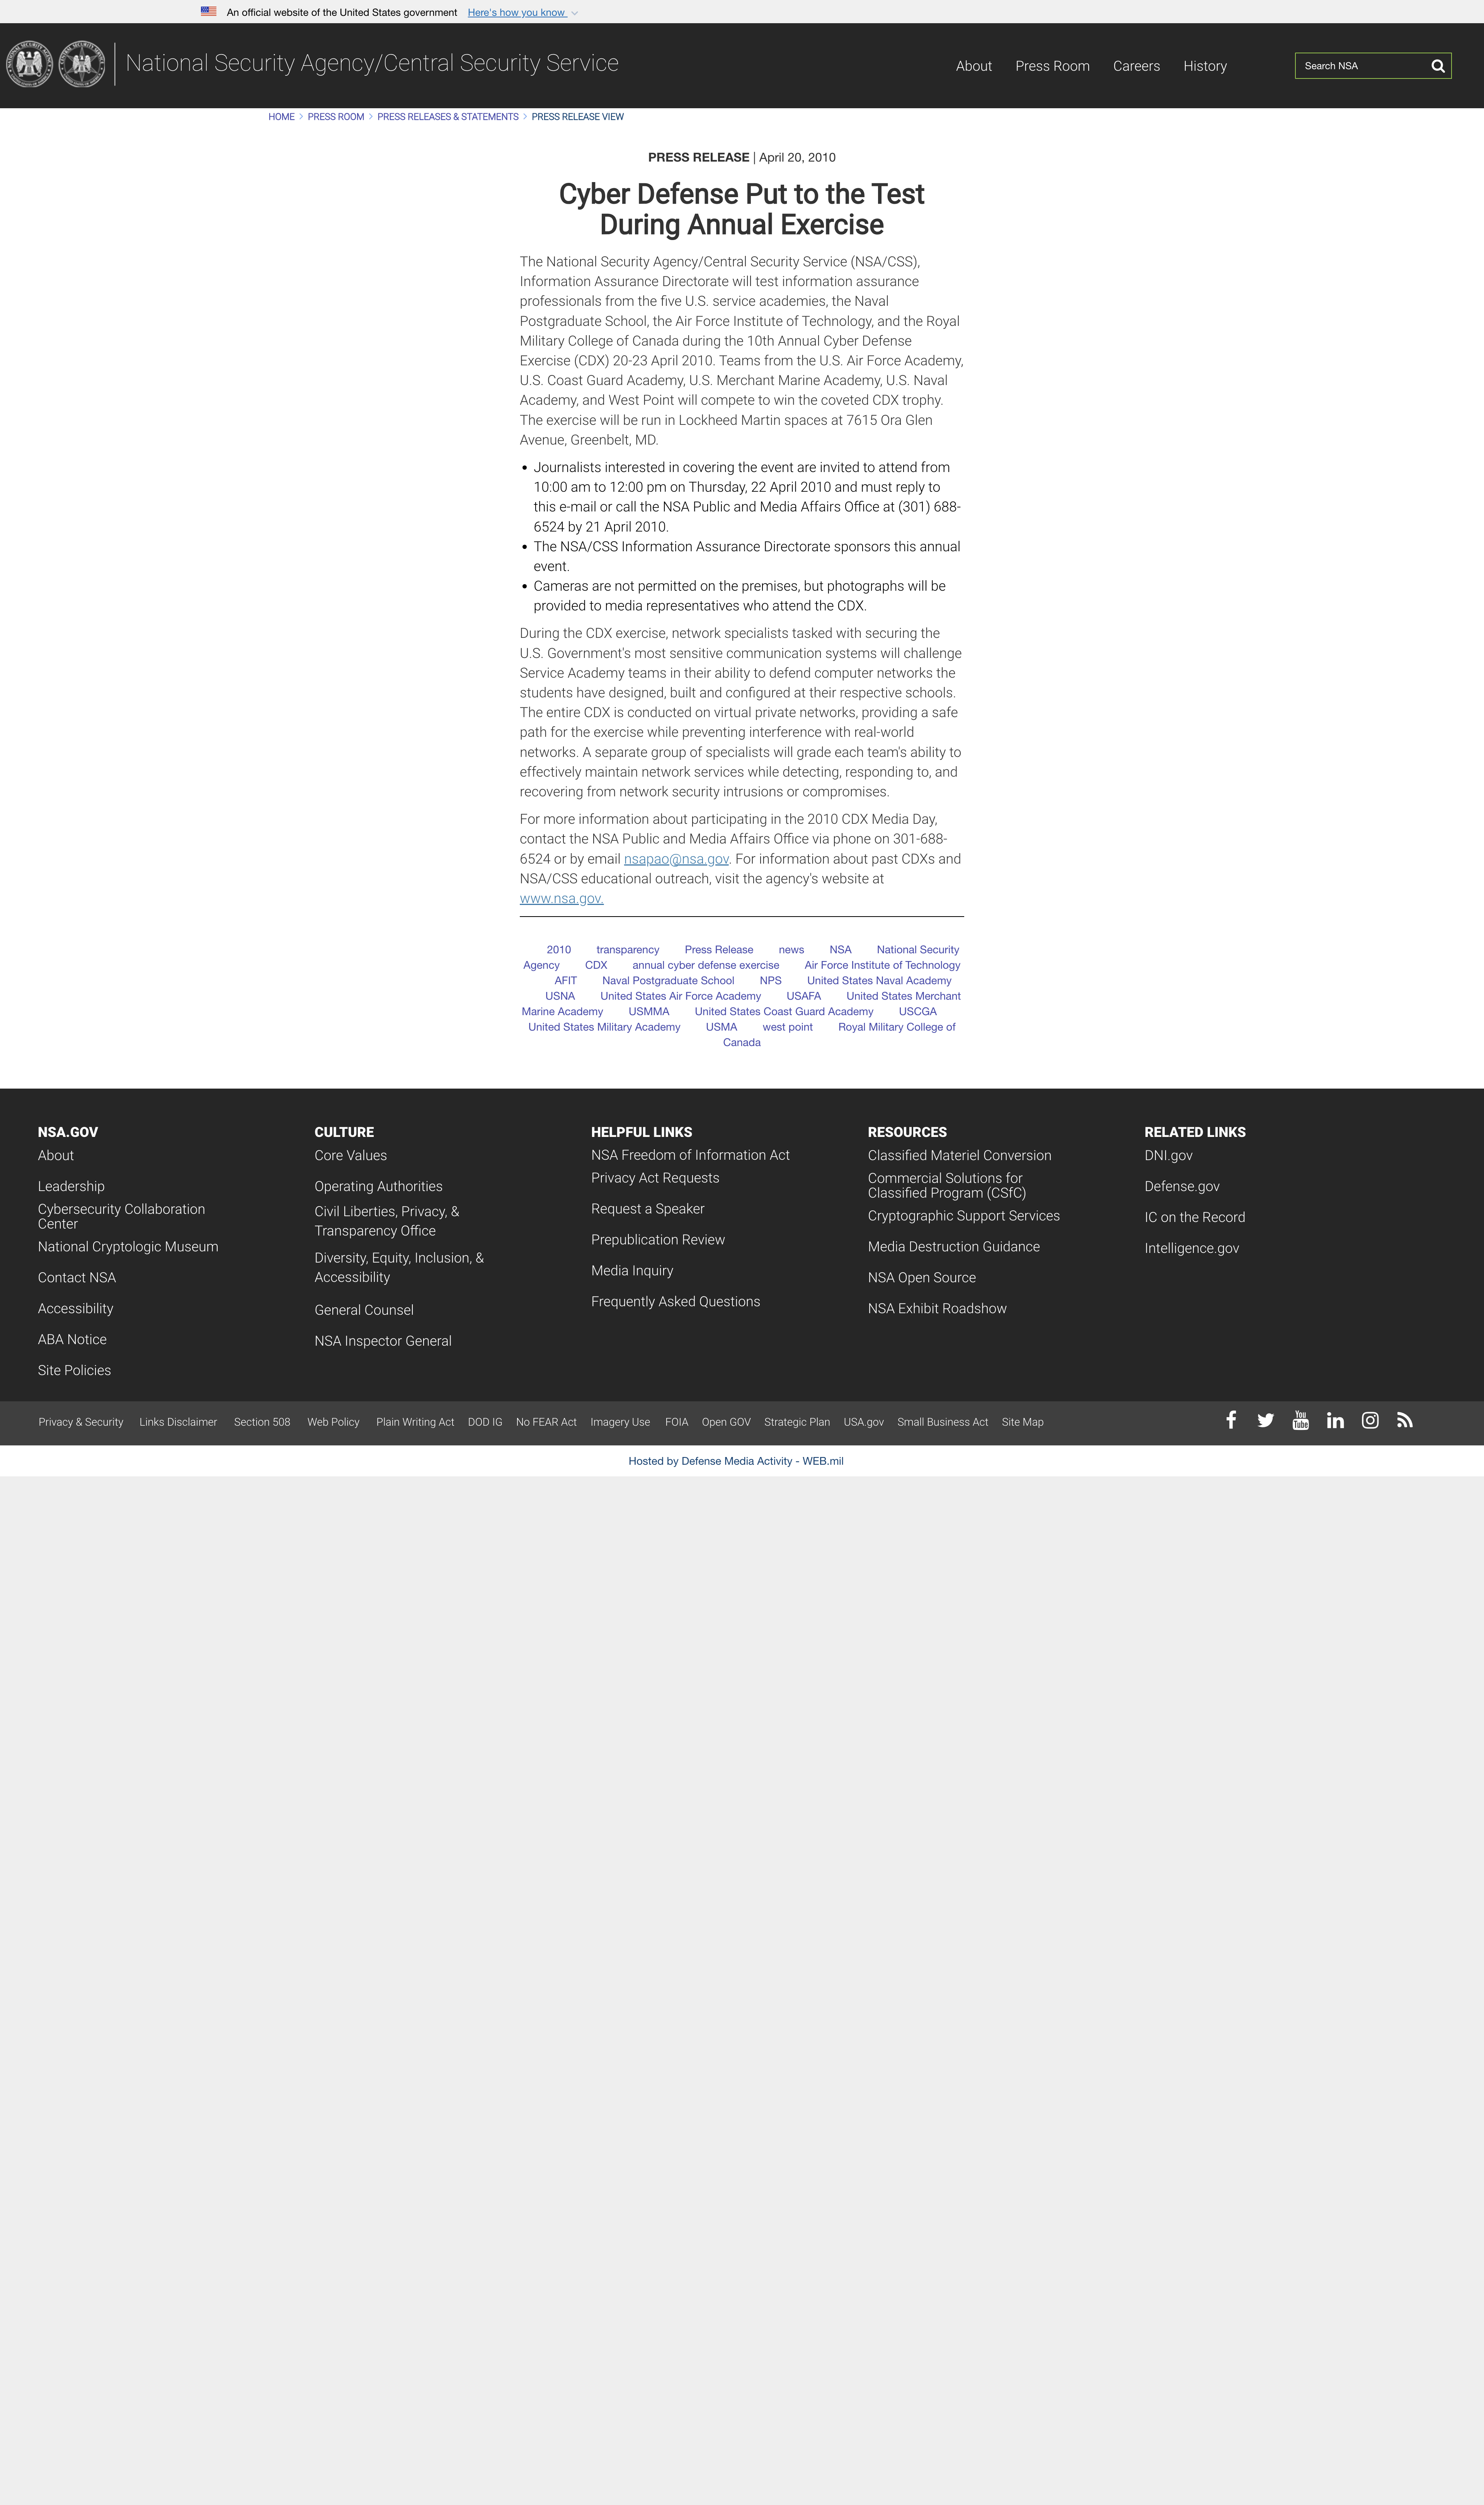 An official website of the United States government Here's how you know
National Security Agency/Central Security Service
About Press Room Careers History
Search NSA
HOME > PRESS ROOM > PRESS RELEASES & STATEMENTS > PRESS RELEASE VIEW
PRESS RELEASE | April 20, 2010
Cyber Defense Put to the Test
During Annual Exercise
The National Security Agency/Central Security Service (NSA/CSS),
Information Assurance Directorate will test information assurance
professionals from the five U.S. service academies, the Naval
Postgraduate School, the Air Force Institute of Technology, and the Royal
Military College of Canada during the 10th Annual Cyber Defense
Exercise (CDX) 20-23 April 2010. Teams from the U.S. Air Force Academy,
U.S. Coast Guard Academy, U.S. Merchant Marine Academy, U.S. Naval
Academy, and West Point will compete to win the coveted CDX trophy.
The exercise will be run in Lockheed Martin spaces at 7615 Ora Glen
Avenue, Greenbelt, MD.
• Journalists interested in covering the event are invited to attend from
10:00 am to 12:00 pm on Thursday, 22 April 2010 and must reply to
this e-mail or call the NSA Public and Media Affairs Office at (301) 688-
6524 by 21 April 2010.
• The NSA/CSS Information Assurance Directorate sponsors this annual
event.
• Cameras are not permitted on the premises, but photographs will be
provided to media representatives who attend the CDX.
During the CDX exercise, network specialists tasked with securing the
U.S. Government's most sensitive communication systems will challenge
Service Academy teams in their ability to defend computer networks the
students have designed, built and configured at their respective schools.
The entire CDX is conducted on virtual private networks, providing a safe
path for the exercise while preventing interference with real-world
networks. A separate group of specialists will grade each team's ability to
effectively maintain network services while detecting, responding to, and
recovering from network security intrusions or compromises.
For more information about participating in the 2010 CDX Media Day,
contact the NSA Public and Media Affairs Office via phone on 301-688-
6524 or by email nsapao@nsa.gov. For information about past CDXs and
NSA/CSS educational outreach, visit the agency's website at
www.nsa.gov.
2010 transparency Press Release news NSA National Security
Agency CDX annual cyber defense exercise Air Force Institute of Technology
AFIT Naval Postgraduate School NPS United States Naval Academy
USNA United States Air Force Academy USAFA United States Merchant
Marine Academy USMMA United States Coast Guard Academy USCGA
United States Military Academy USMA west point Royal Military College of
Canada
NSA.GOV
About
Leadership
Cybersecurity Collaboration
Center
National Cryptologic Museum
Contact NSA
Accessibility
ABA Notice
Site Policies
CULTURE
Core Values
Operating Authorities
Civil Liberties, Privacy, &
Transparency Office
Diversity, Equity, Inclusion, &
Accessibility
General Counsel
NSA Inspector General
HELPFUL LINKS
NSA Freedom of Information Act
Privacy Act Requests
Request a Speaker
Prepublication Review
Media Inquiry
Frequently Asked Questions
RESOURCES
Classified Materiel Conversion
Commercial Solutions for
Classified Program (CSfC)
Cryptographic Support Services
Media Destruction Guidance
NSA Open Source
NSA Exhibit Roadshow
RELATED LINKS
DNI.gov
Defense.gov
IC on the Record
Intelligence.gov
Privacy & Security Links Disclaimer Section 508 Web Policy Plain Writing Act DOD IG No FEAR Act Imagery Use FOIA Open GOV Strategic Plan USA.gov Small Business Act Site Map
You Tube
Hosted by Defense Media Activity - WEB.mil